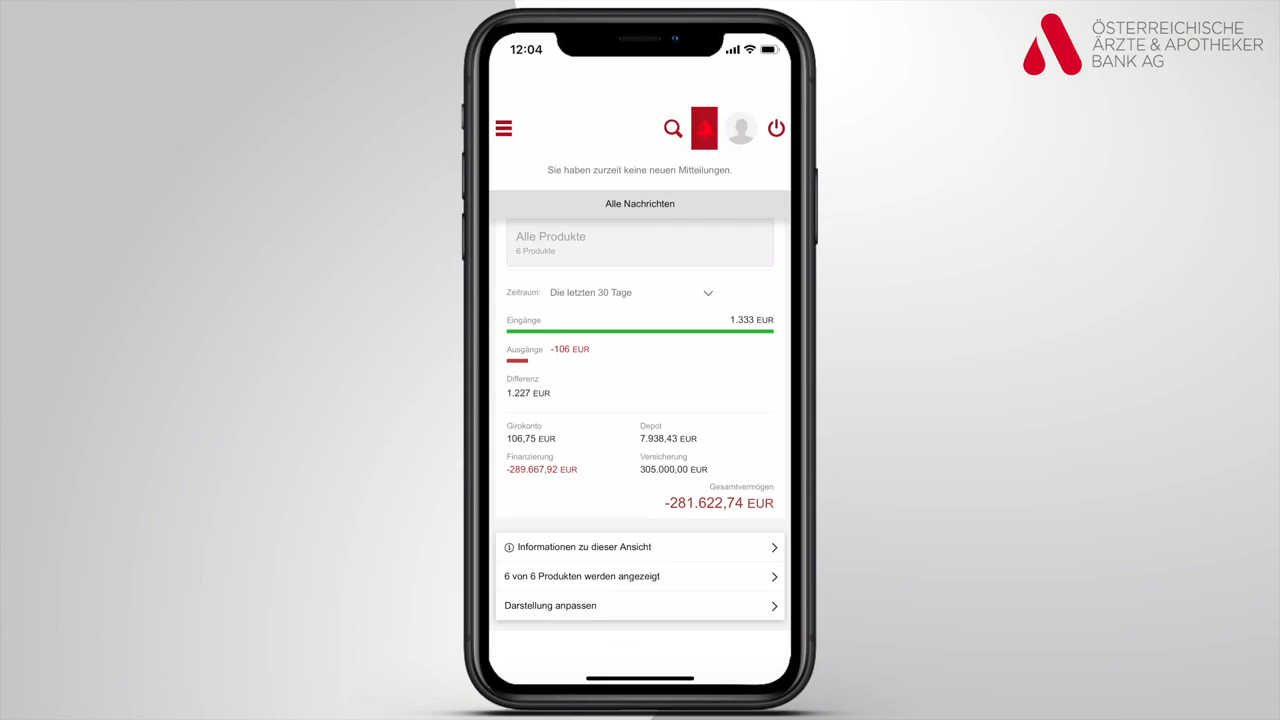 ÖSTERREICHISCHE
ÄRZTE & APOTHEKER
BANK AG
12:04
Sie haben zurzeit keine neuen Mitteilungen.
Alle Nachrichten
Alle Produkte
6 Produkte
Zeitraum: Die letzten 30 Tage
Eingänge 1.333 EUR
Ausgänge -106 EUR
Differenz
1.227 EUR
Girokonto Depot
106,75 EUR 7.938,43 EUR
Finanzierung Versicherung
-289.667,92 EUR 305.000,00 EUR
Gesamtvermögen
-281.622,74 EUR
Informationen zu dieser Ansicht
6 von 6 Produkten werden angezeigt
Darstellung anpassen